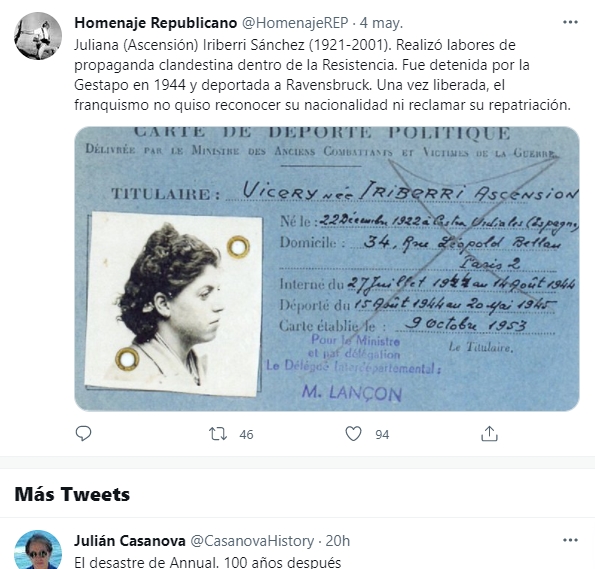 Homenaje Republicano @HomenajeREP · 4 may.
Juliana (Ascensión) Iriberri Sánchez (1921-2001). Realizó labores de
propaganda clandestina dentro de la Resistencia. Fue detenida por la
Gestapo en 1944 y deportada a Ravensbruck. Una vez liberada, el
franquismo no quiso reconocer su nacionalidad ni reclamar su repatriación.
CARTE DE DÉPORTÉ POLITIQUE
DÉLIVRÉE PAR LE MINISTRE DES ANCIENS COMBATTANTS ET VICTIMES DE LA GUERRE
TITULAIRE : VICERY née IRIBERRI ASCENSION
Né le : 22 Décembre 1922 à Castro Urdiales (Espagne)
Domicile : 34, Rue Léopold Bellan
Paris 2
Interné du 27 Juillet 1944 au 14 Août 1944
Déporté du 15 Août 1944 au 20 Mai 1945
Carte établie le : 9 Octobre 1953
Pour le Ministre
et par délégation
Le Titulaire,
Le Délégué Interdépartemental :
M. LANÇON
46 94
Más Tweets
Julián Casanova @CasanovaHistory · 20h
El desastre de Annual. 100 años después